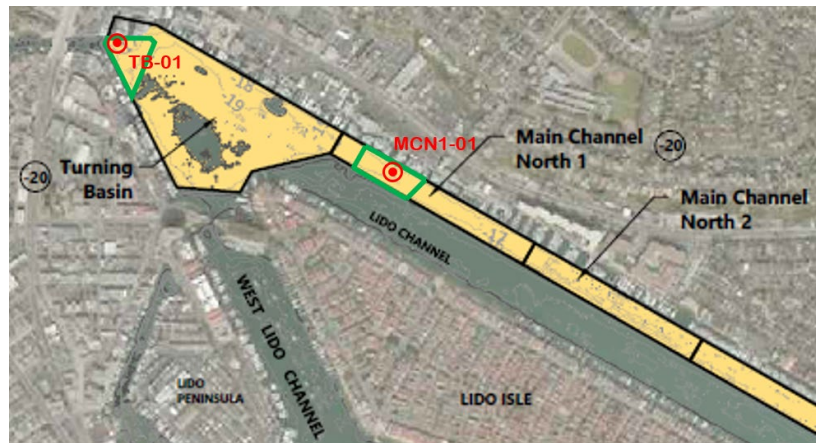 TB-01
-18
-19
MCN1-01
Main Channel
North 1
-20
-20
Turning
Basin
Main Channel
North 2
LIDO CHANNEL
-17
WEST LIDO CHANNEL
LIDO
PENINSULA
LIDO ISLE